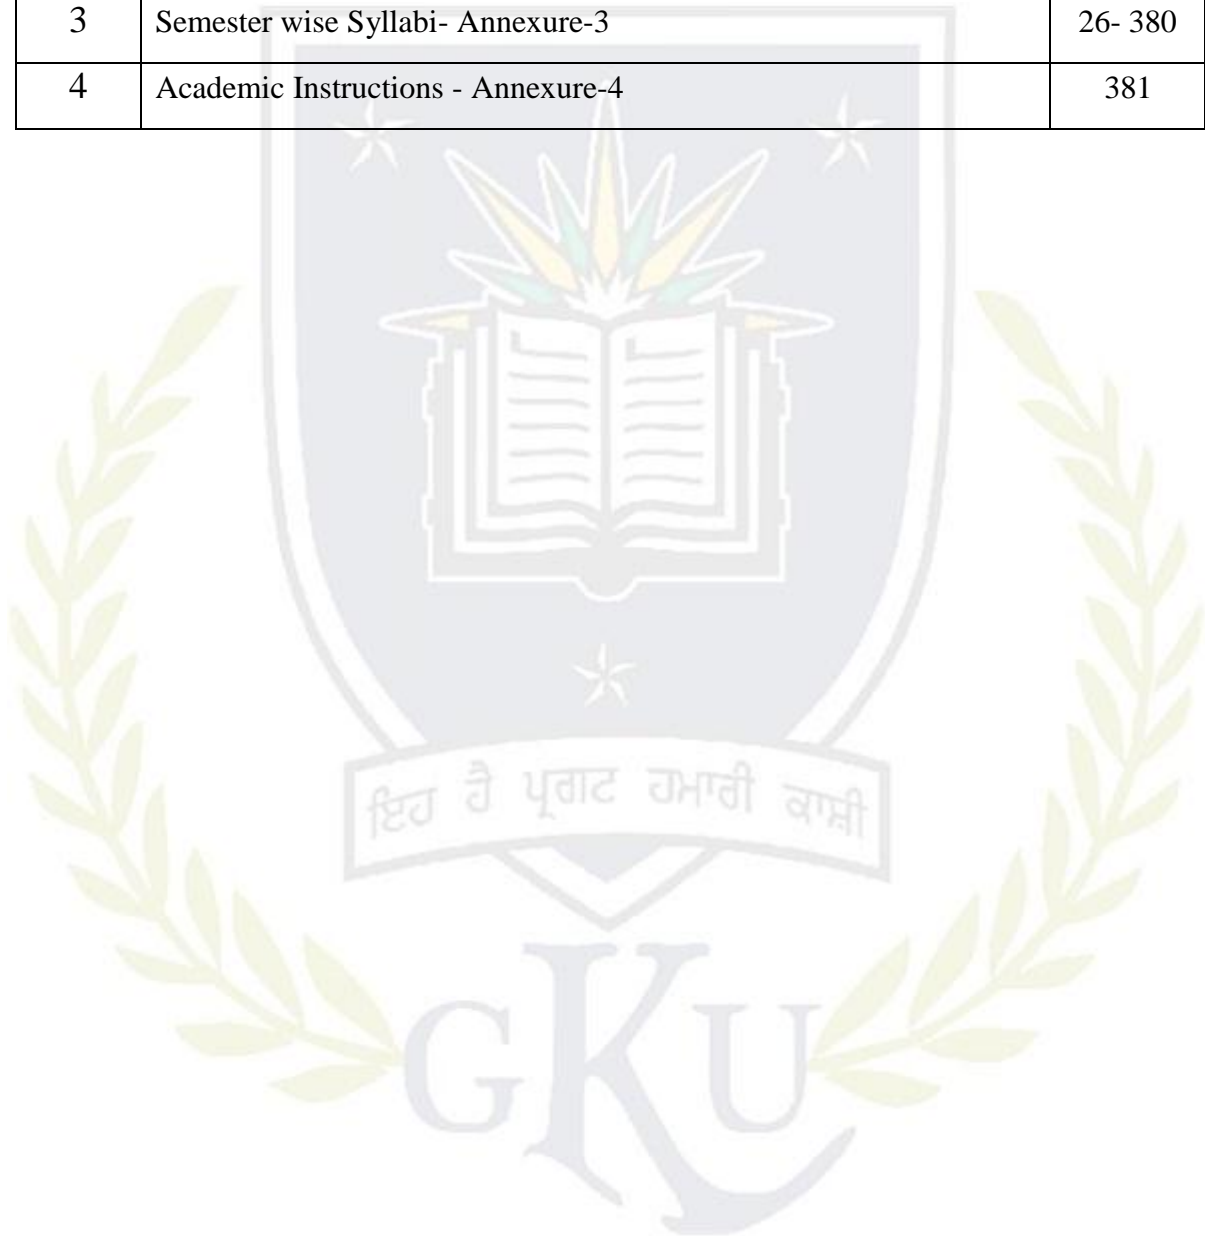 3 Semester wise Syllabi- Annexure-3 26- 380
4 Academic Instructions - Annexure-4 381
ਇਹ ਹੈ ਪ੍ਰਗਟ ਹਮਾਰੀ ਕਾਸ਼ੀ
GKU